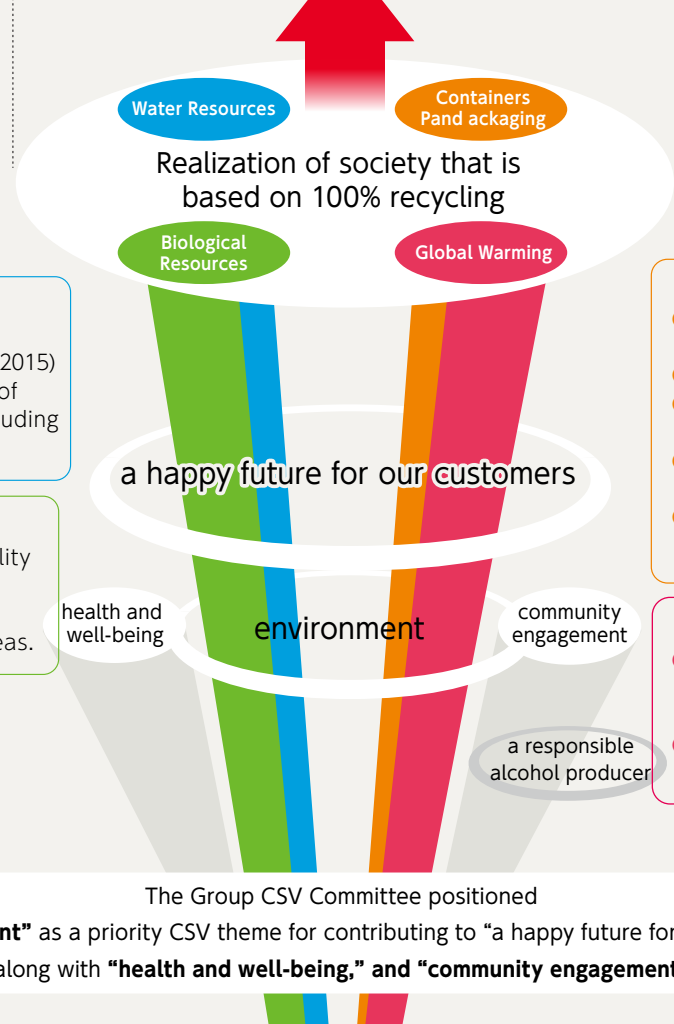 Water Resources
Containers
Pand ackaging
Realization of society that is
based on 100% recycling
Biological
Resources
Global Warming
2015)
of
uding
a happy future for our customers
lity
eas.
health and
well-being
environment
community
engagement
a responsible
alcohol producer
The Group CSV Committee positioned
nt” as a priority CSV theme for contributing to “a happy future for
along with “health and well-being,” and “community engagement